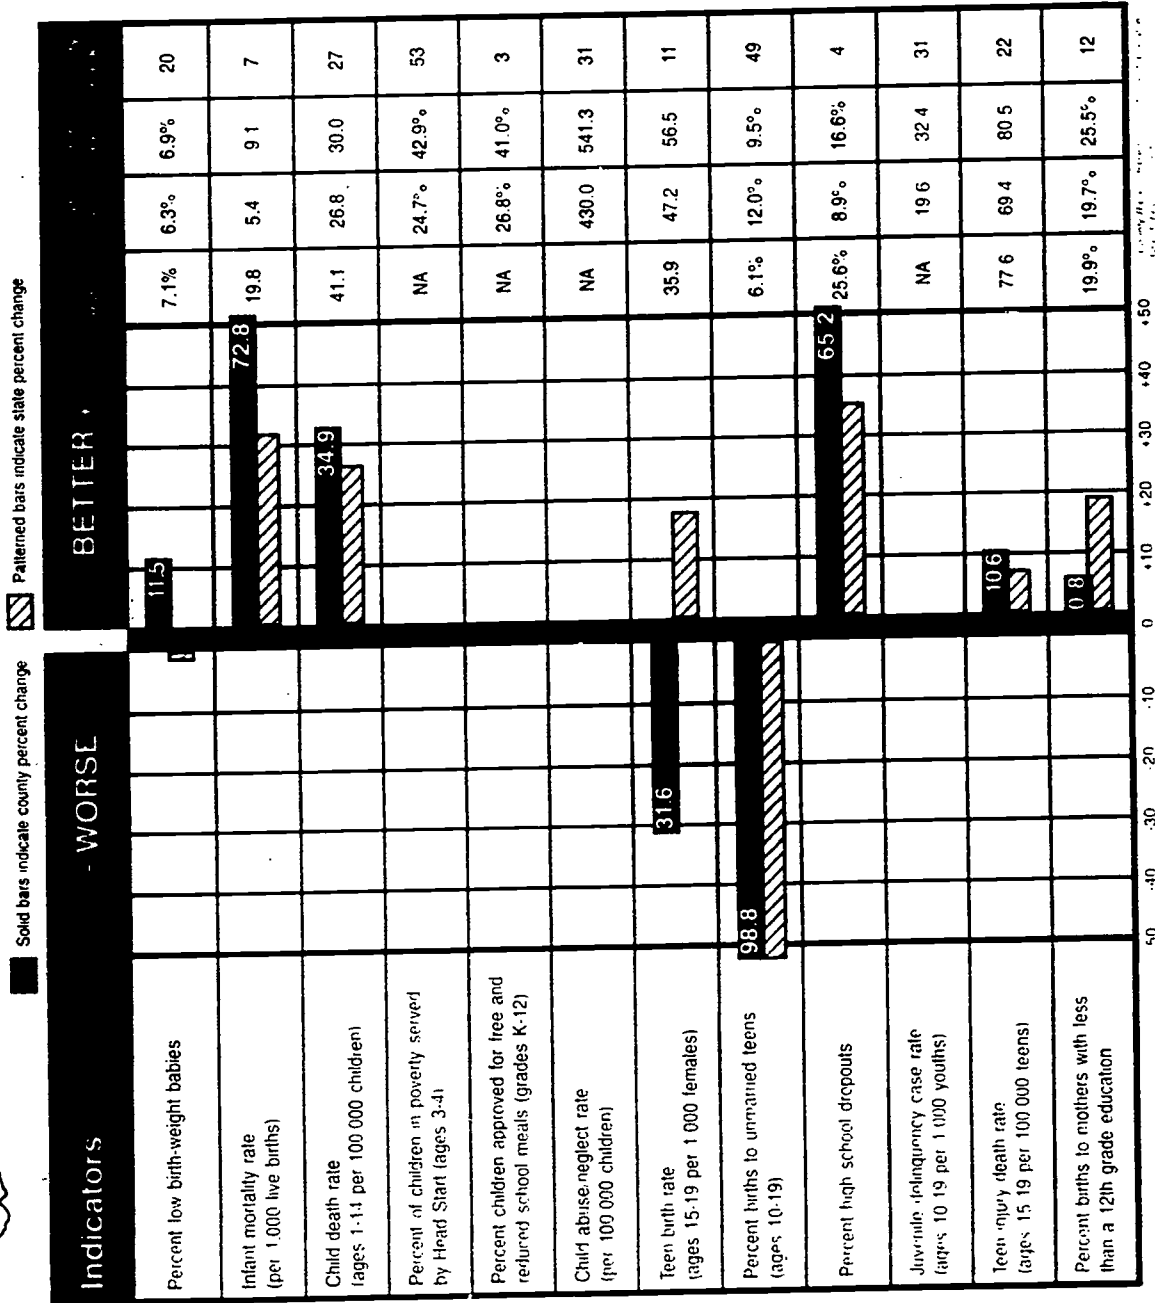 Solid bars indicate county percent change
Patterned bars indicate state percent change
Indicators
- WORSE
BETTER +
Percent low birth-weight babies
11.5
7.1%
6.3%
6.9%
20
Infant mortality rate
(per 1,000 live births)
72.8
19.8
5.4
9 1
7
Child death rate
(ages 1-14 per 100 000 children)
34.9
41.1
26.8
30.0
27
Percent of children in poverty served
by Head Start (ages 3-4)
NA
24.7%
42.9%
53
Percent children approved for free and
reduced school meals (grades K-12)
NA
26.8%
41.0%
3
Child abuse/neglect rate
(per 100 000 children)
NA
430.0
541.3
31
Teen birth rate
(ages 15-19 per 1 000 females)
31.6
35.9
47.2
56.5
11
Percent births to unmarried teens
(ages 10-19)
98.8
6.1%
12.0%
9.5%
49
Percent high school dropouts
65 2
25.6%
8.9%
16.6%
4
Juvenile delinquency case rate
(ages 10 19 per 1 000 youths)
NA
19 6
32 4
31
Teen injury death rate
(ages 15 19 per 100 000 teens)
10.6
77 6
69 4
80 5
22
Percent births to mothers with less
than a 12th grade education
0 8
19.9%
19.7%
25.5%
12
-50
-40
-30
-20
-10
0
+10
+20
+30
+40
+50